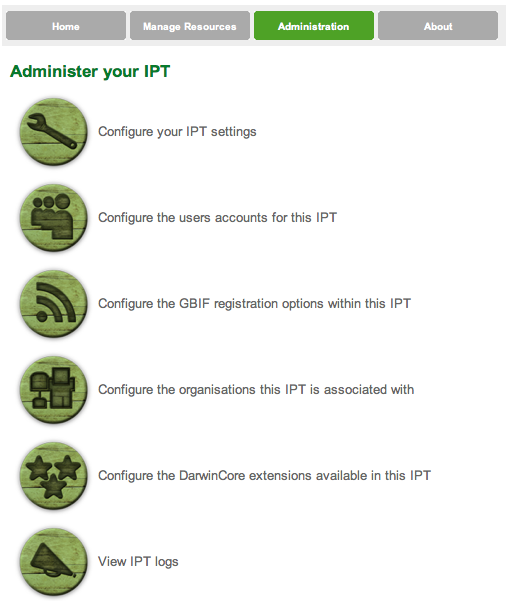 Home
Manage Resources
Administration
About
Administer your IPT
Configure your IPT settings
Configure the users accounts for this IPT
Configure the GBIF registration options within this IPT
Configure the organisations this IPT is associated with
Configure the DarwinCore extensions available in this IPT
View IPT logs